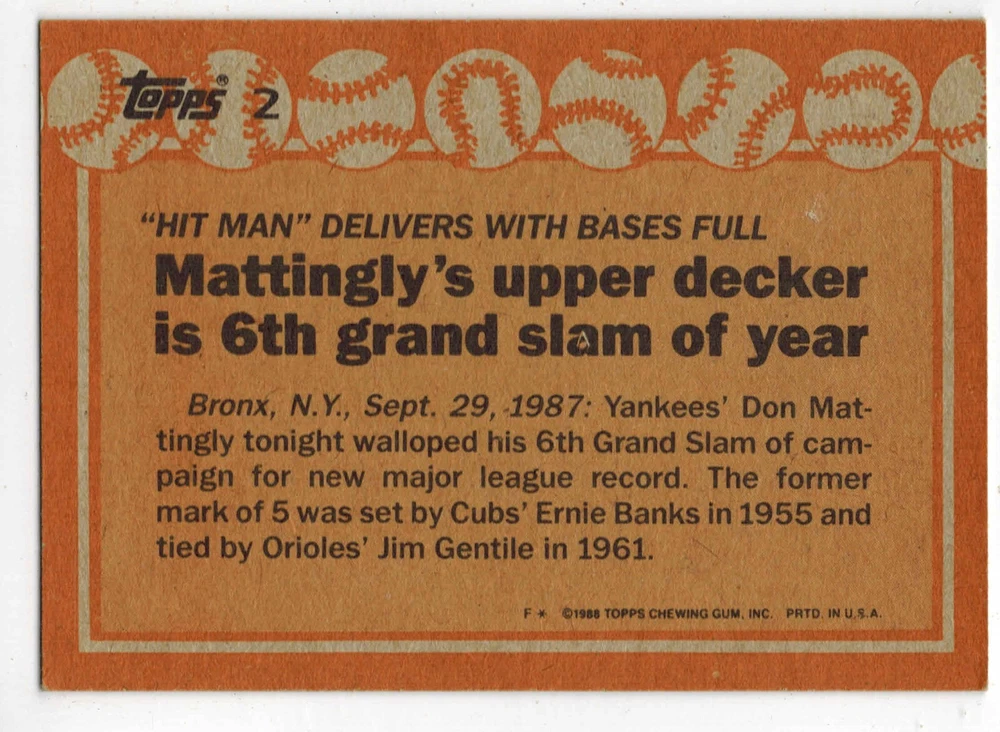 Topps® 2
“HIT MAN” DELIVERS WITH BASES FULL
Mattingly’s upper decker
is 6th grand slam of year
Bronx, N.Y., Sept. 29, 1987: Yankees’ Don Mat-
tingly tonight walloped his 6th Grand Slam of cam-
paign for new major league record. The former
mark of 5 was set by Cubs’ Ernie Banks in 1955 and
tied by Orioles’ Jim Gentile in 1961.
F * ©1988 TOPPS CHEWING GUM, INC. PRTD. IN U.S.A.